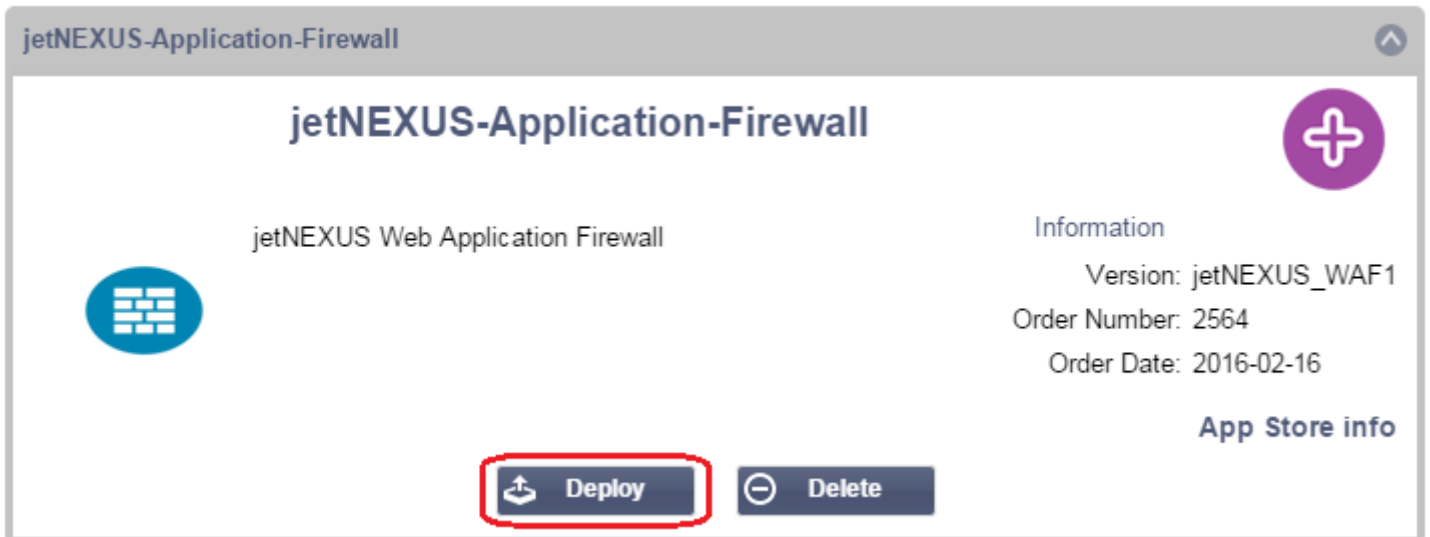 jetNEXUS-Application-Firewall
jetNEXUS-Application-Firewall
jetNEXUS Web Application Firewall
Information
Version: jetNEXUS_WAF1
Order Number: 2564
Order Date: 2016-02-16
App Store info
Deploy
Delete